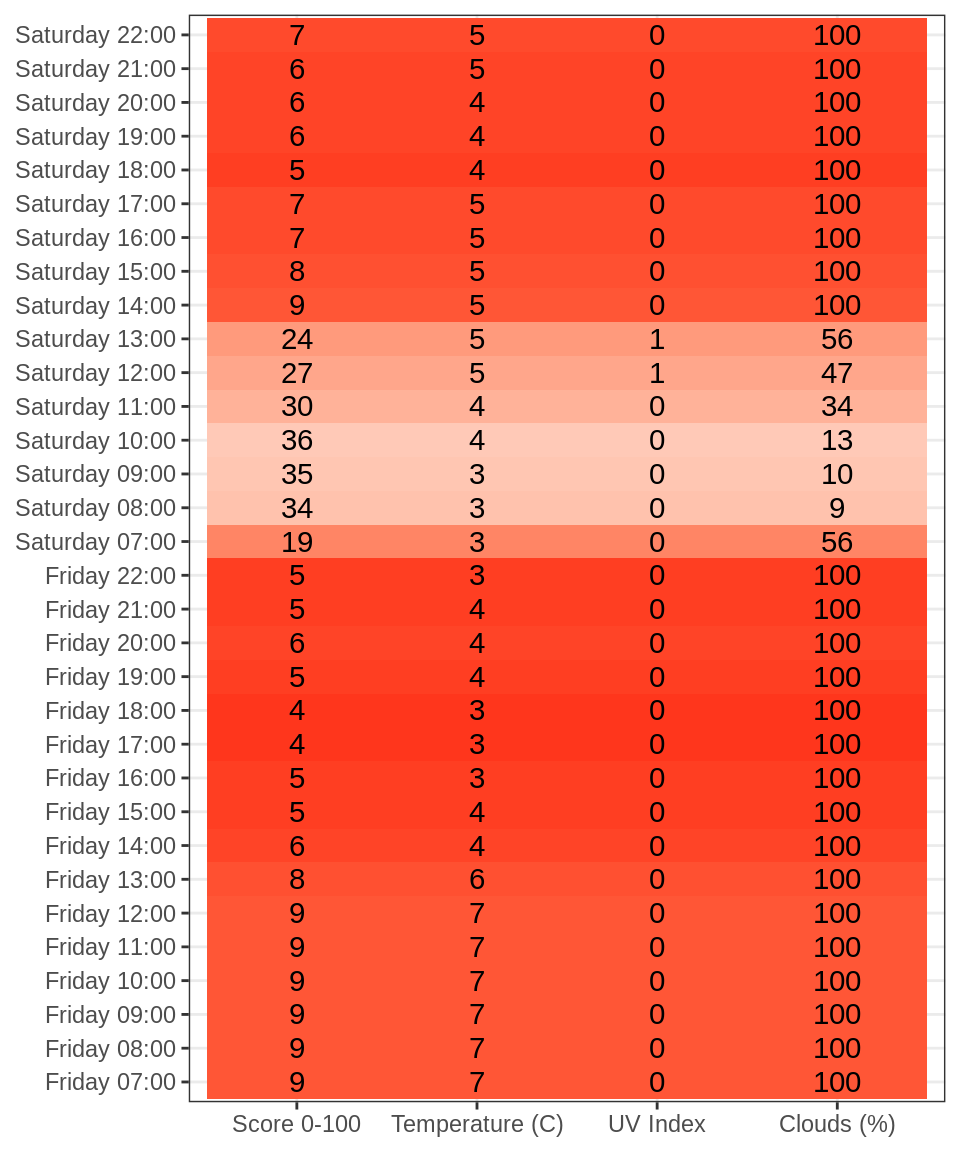 Saturday 22:00 7 5 0 100
Saturday 21:00 6 5 0 100
Saturday 20:00 6 4 0 100
Saturday 19:00 6 4 0 100
Saturday 18:00 5 4 0 100
Saturday 17:00 7 5 0 100
Saturday 16:00 7 5 0 100
Saturday 15:00 8 5 0 100
Saturday 14:00 9 5 0 100
Saturday 13:00 24 5 1 56
Saturday 12:00 27 5 1 47
Saturday 11:00 30 4 0 34
Saturday 10:00 36 4 0 13
Saturday 09:00 35 3 0 10
Saturday 08:00 34 3 0 9
Saturday 07:00 19 3 0 56
Friday 22:00 5 3 0 100
Friday 21:00 5 4 0 100
Friday 20:00 6 4 0 100
Friday 19:00 5 4 0 100
Friday 18:00 4 3 0 100
Friday 17:00 4 3 0 100
Friday 16:00 5 3 0 100
Friday 15:00 5 4 0 100
Friday 14:00 6 4 0 100
Friday 13:00 8 6 0 100
Friday 12:00 9 7 0 100
Friday 11:00 9 7 0 100
Friday 10:00 9 7 0 100
Friday 09:00 9 7 0 100
Friday 08:00 9 7 0 100
Friday 07:00 9 7 0 100
Score 0-100 Temperature (C) UV Index Clouds (%)